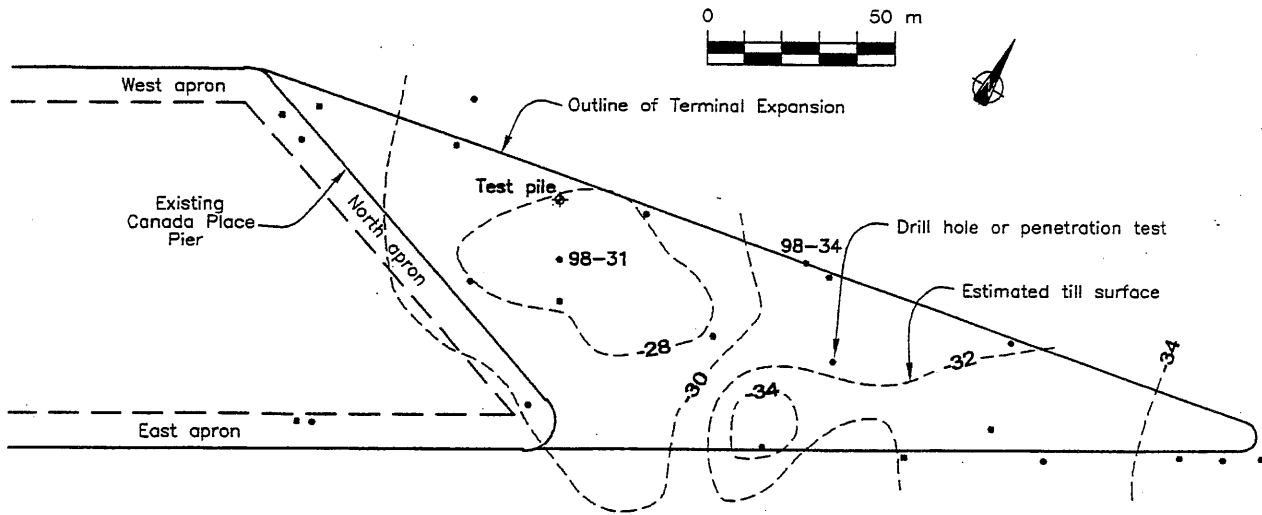 0 50 m
West apron
Outline of Terminal Expansion
Test pile
Existing
Canada Place
Pier
North apron
98-34
Drill hole or penetration test
98-31
Estimated till surface
-28
-30
-32
-34
-34
East apron